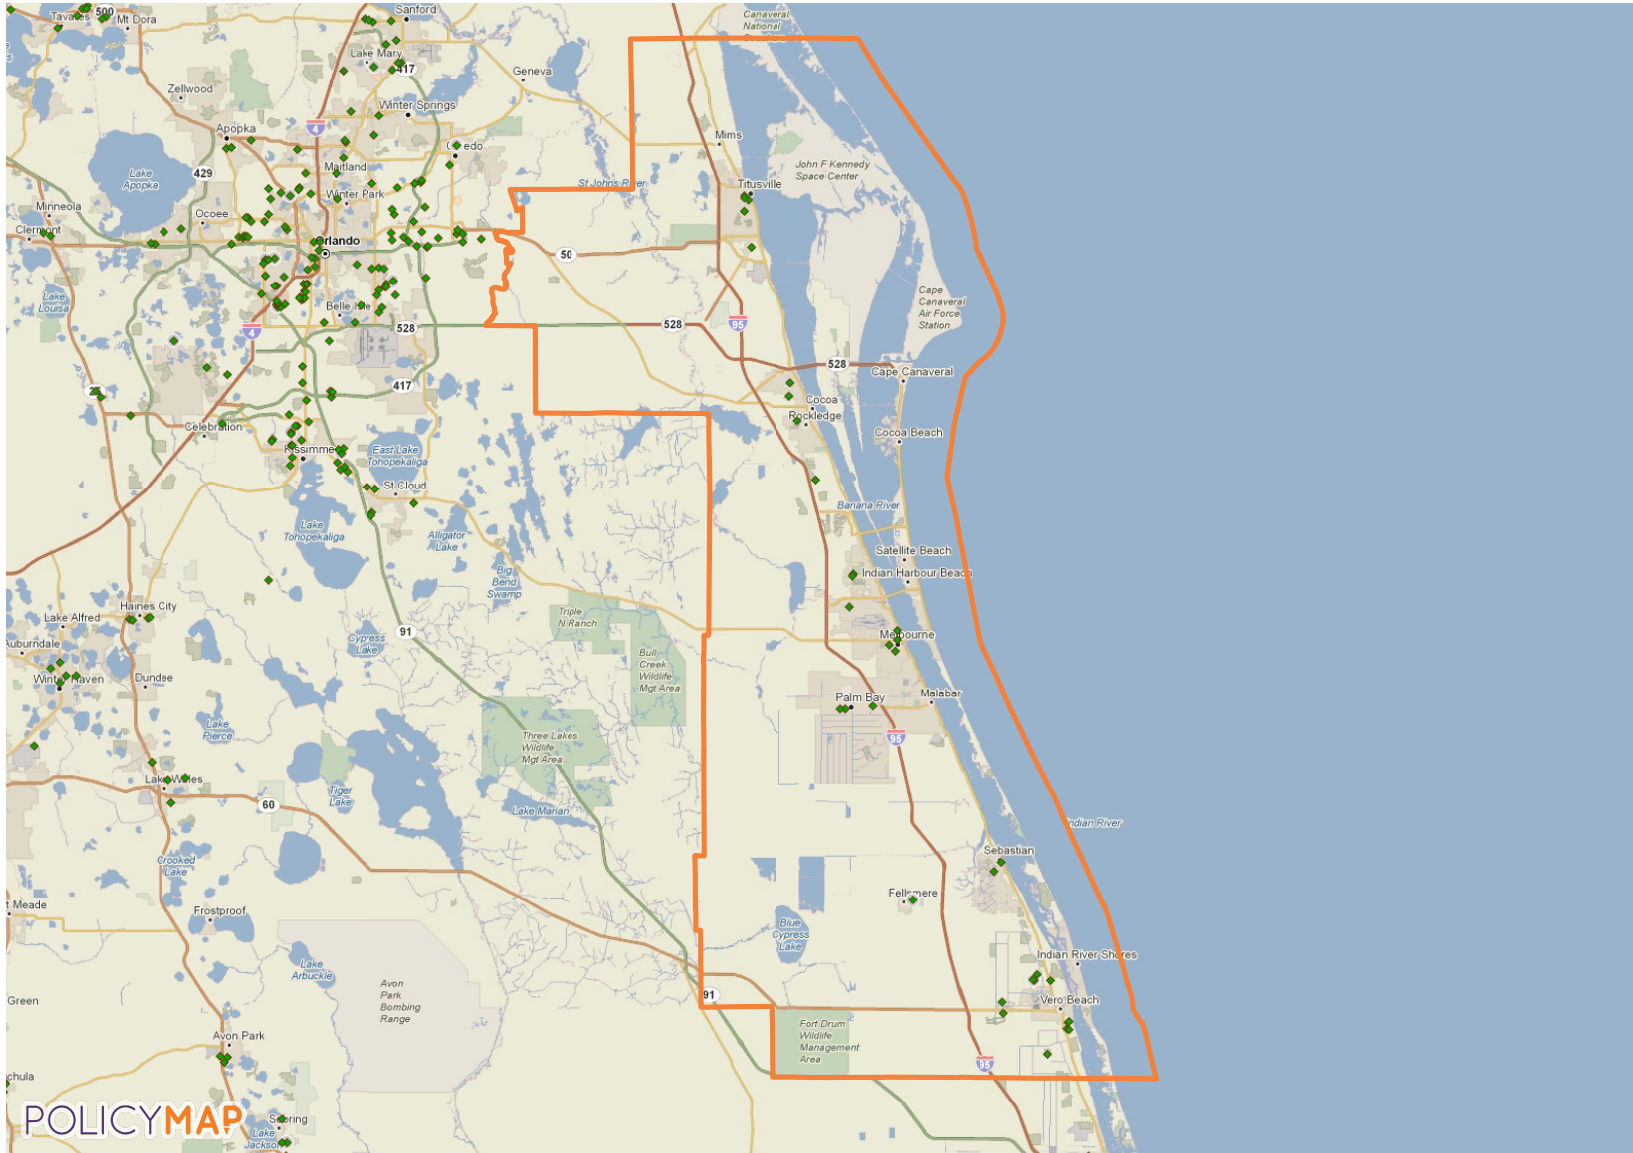 Tavares
500
Mt Dora
Sanford
Canaveral
National
Lake Mary
417
Geneva
Zellwood
Winter Springs
Apopka
4
Mims
Lake
Apopka
429
Maitland
John F Kennedy
Space Center
St Johns River
Titusville
Winter Park
Minneola
Ocoee
Clermont
Orlando
50
Lake
Louisa
Belle Isle
Cape
Canaveral
Air Force
Station
4
528
528
95
528
417
Cape Canaveral
Cocoa
Rockledge
Celebration
Cocoa Beach
Kissimmee
East Lake
Tohopekaliga
St Cloud
Banana River
Lake
Tohopekaliga
Alligator
Lake
Satellite Beach
Big
Bend
Swamp
Indian Harbour Beach
Haines City
Triple
N Ranch
Lake Alfred
91
Auburndale
Cypress
Lake
Melbourne
Bull
Creek
Wildlife
Mgt Area
Winter Haven
Dundee
Palm Bay
Malabar
Lake
Pierce
95
Three Lakes
Wildlife
Mgt Area
Lake Wales
Tiger
Lake
60
Lake Marian
Indian River
Crooked
Lake
Sebastian
Fellsmere
t Meade
Frostproof
Blue
Cypress
Lake
Indian River Shores
Lake
Arbuckle
Avon
Park
Bombing
Range
Green
91
Vero Beach
Avon Park
Fort Drum
Wildlife
Management
Area
95
chula
POLICYMAP
Sebring
Lake
Jackson